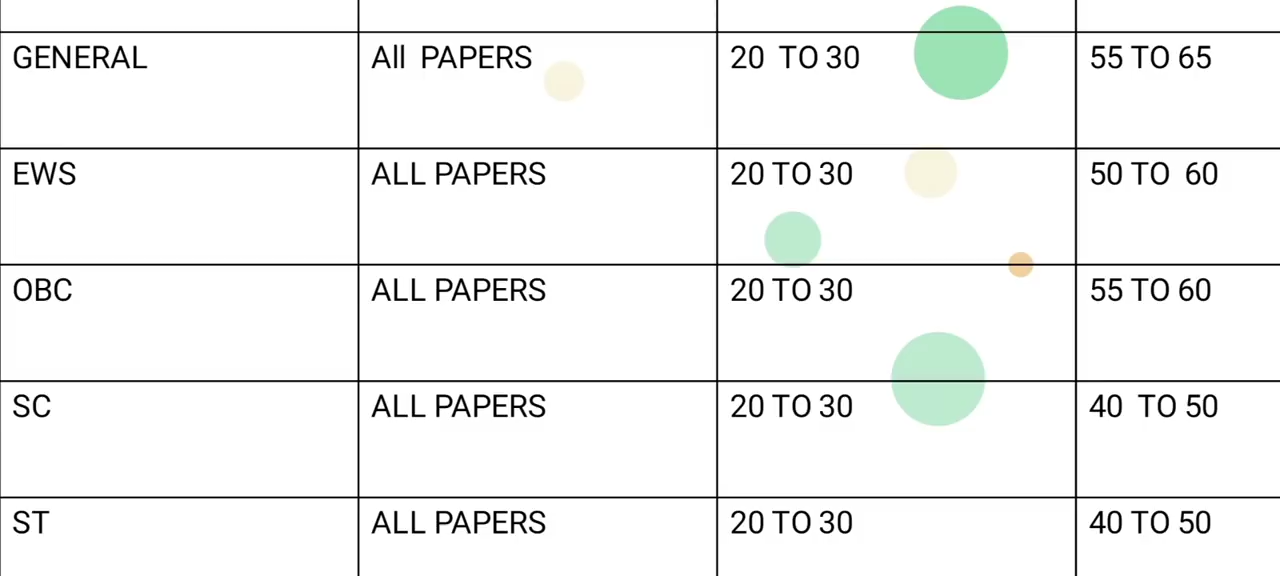 GENERAL All PAPERS 20 TO 30 55 TO 65
EWS ALL PAPERS 20 TO 30 50 TO 60
OBC ALL PAPERS 20 TO 30 55 TO 60
SC ALL PAPERS 20 TO 30 40 TO 50
ST ALL PAPERS 20 TO 30 40 TO 50